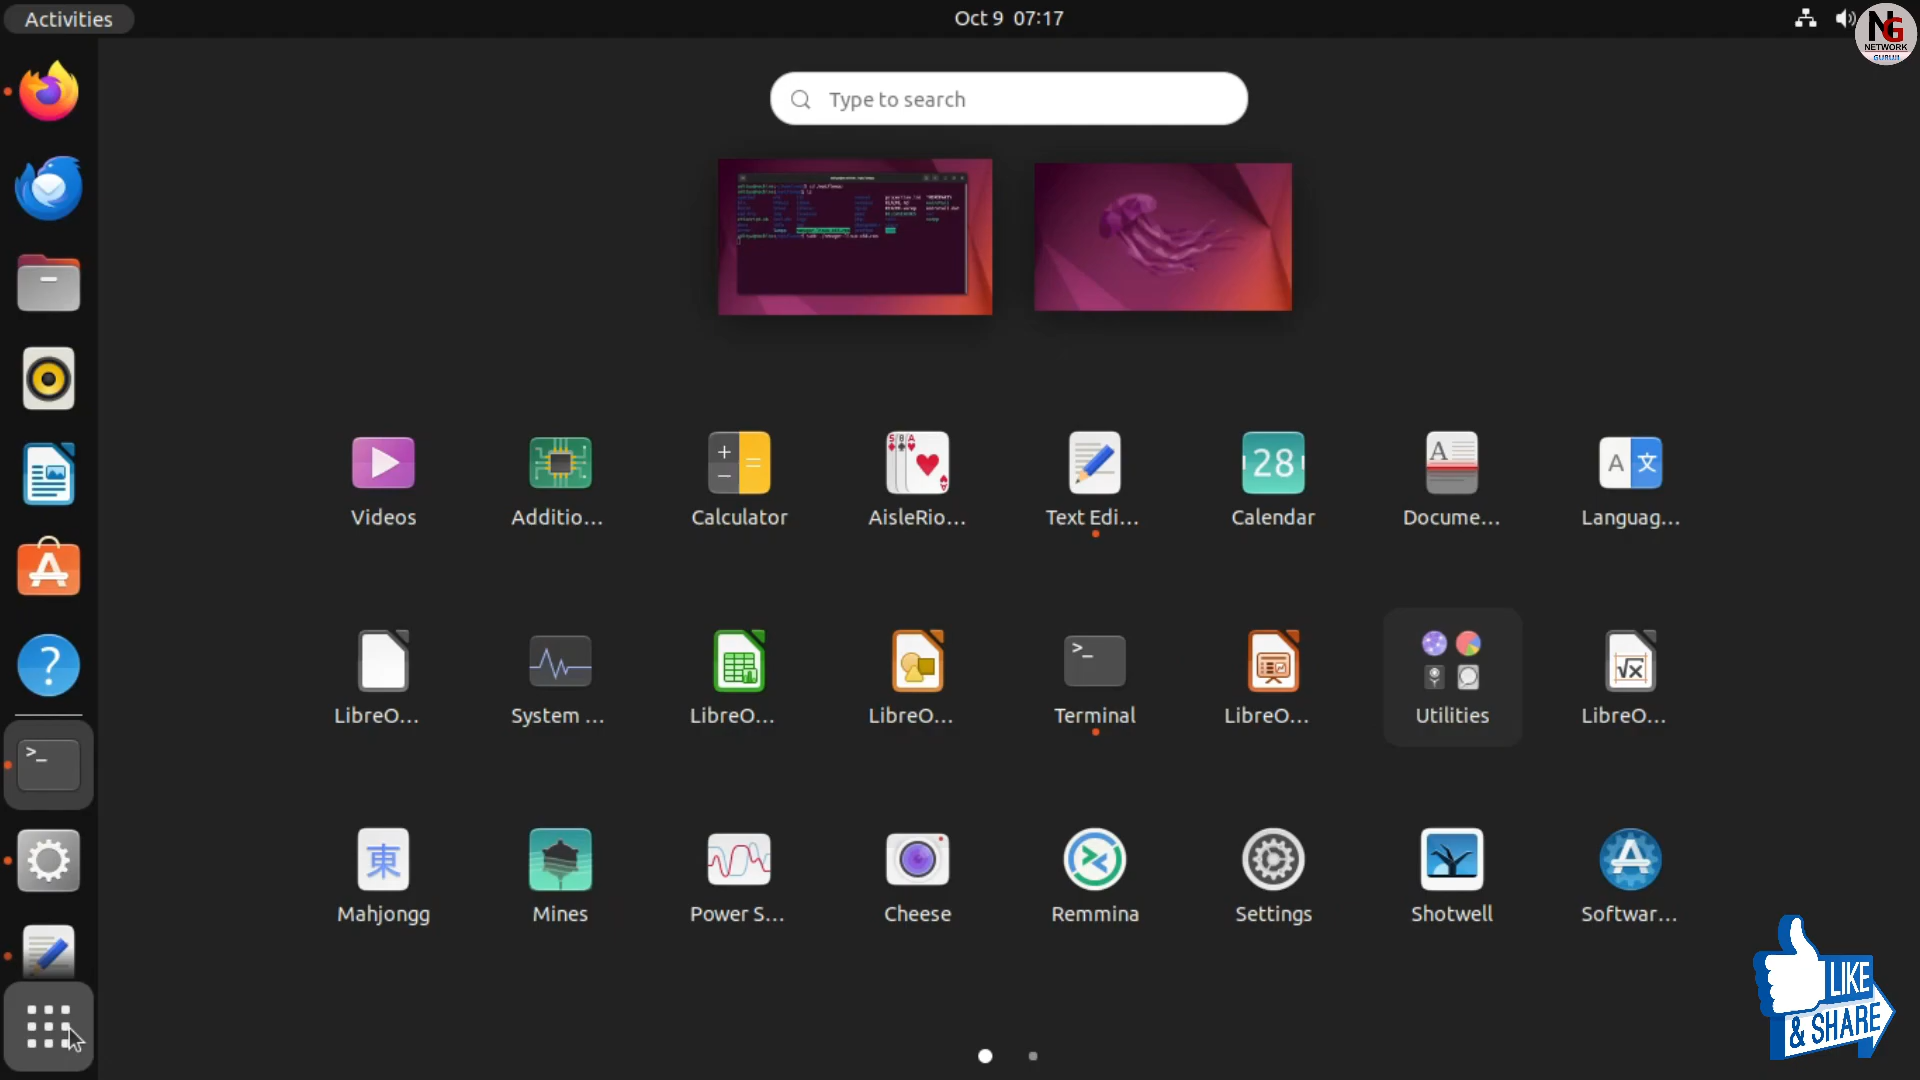 Activities
Oct 9 07:17
NG
NETWORK
GURUJI
Type to search
28
Videos
Additio...
Calculator
AisleRio...
Text Edi...
Calendar
Docume...
Languag...
LibreO...
System ...
LibreO...
LibreO...
Terminal
LibreO...
Utilities
LibreO...
東
Mahjongg
Mines
Power S...
Cheese
Remmina
Settings
Shotwell
Softwar...
LIKE
& SHARE